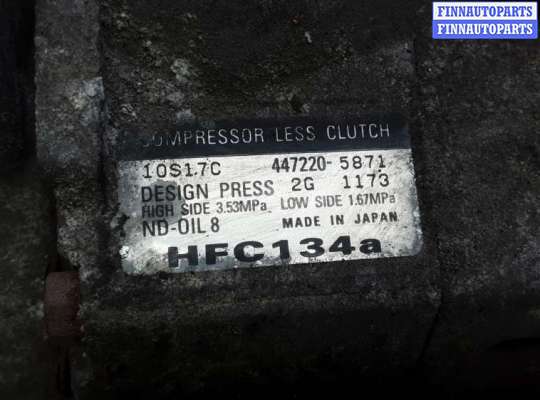 FINNAUTOPARTS
FINNAUTOPARTS
COMPRESSOR LESS CLUTCH
10S17C 447220-5871
DESIGN PRESS 2G 1173
HIGH SIDE 3.53MPa LOW SIDE 1.67MPa
ND-OIL 8 MADE IN JAPAN
HFC134a